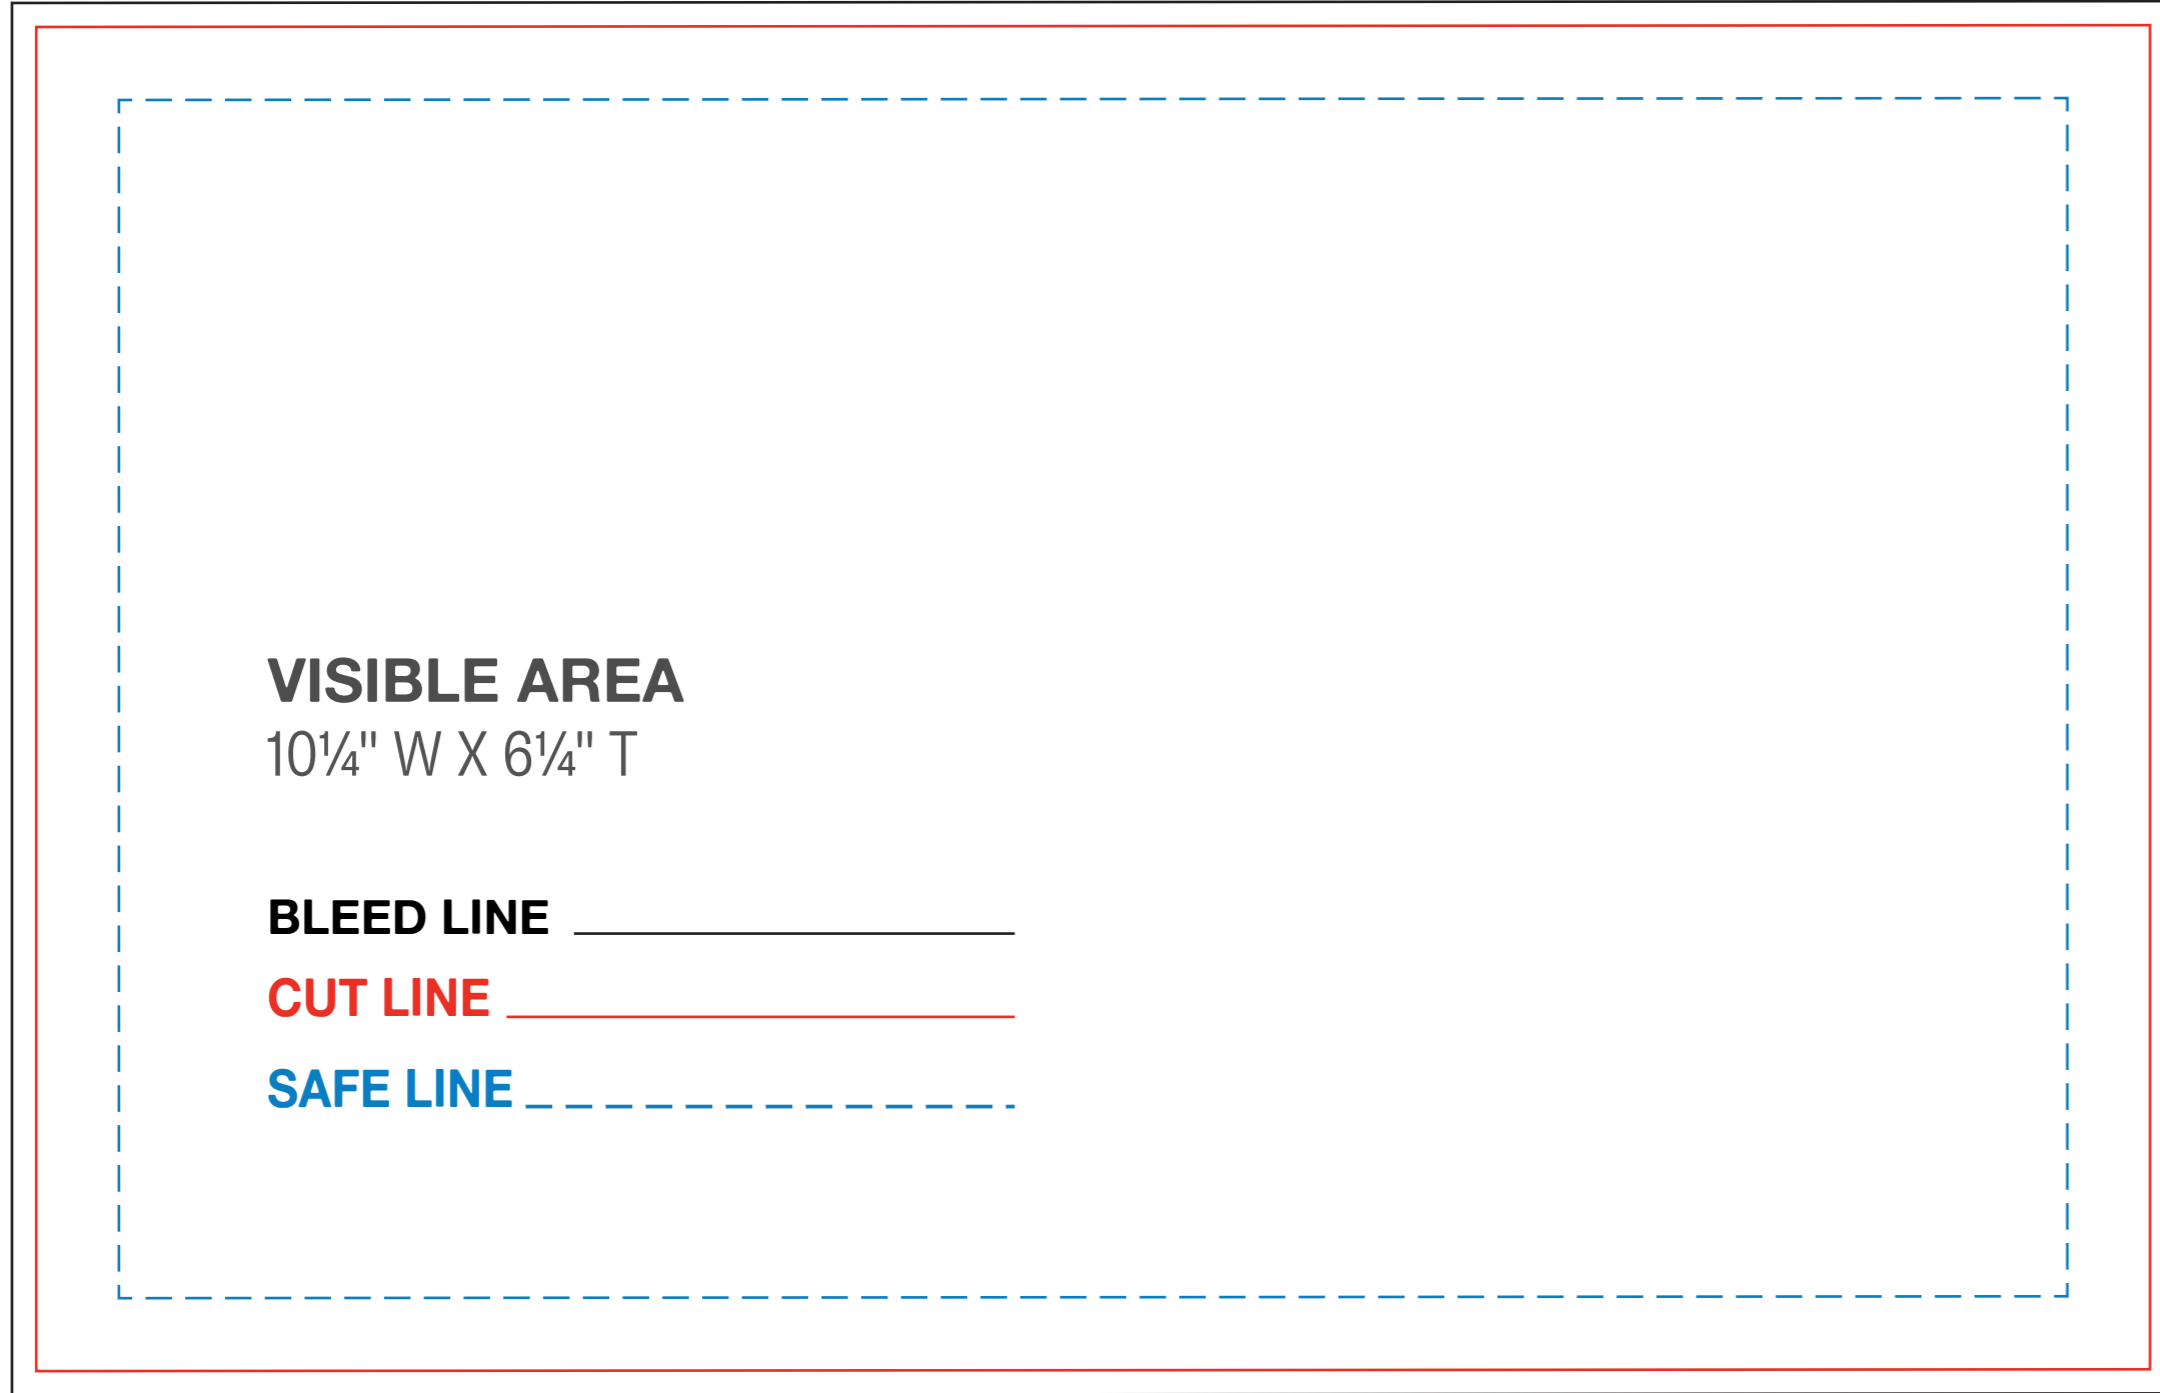 VISIBLE AREA
10¼" W X 6¼" T
BLEED LINE
CUT LINE
SAFE LINE